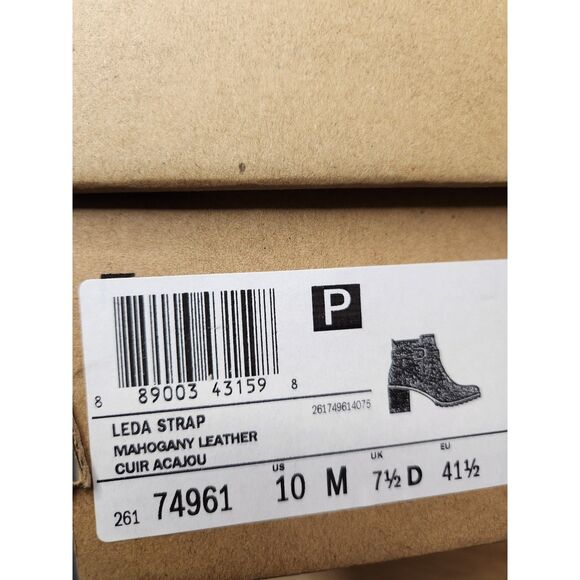 P
8 89003 43159 8
261749614075
LEDA STRAP
MAHOGANY LEATHER
CUIR ACAJOU
US UK EU
261 74961 10 M 7½ D 41½